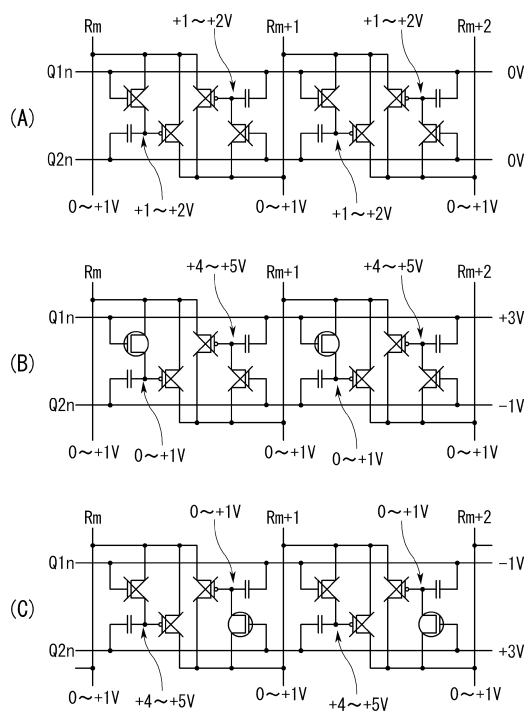 Rm +1～+2V Rm+1 +1～+2V Rm+2
Q1n 0V
(A)
Q2n 0V
0～+1V +1～+2V 0～+1V +1～+2V 0～+1V
Rm +4～+5V Rm+1 +4～+5V Rm+2
Q1n +3V
(B)
Q2n -1V
0～+1V 0～+1V 0～+1V 0～+1V 0～+1V
Rm 0～+1V Rm+1 0～+1V Rm+2
Q1n -1V
(C)
Q2n +3V
0～+1V +4～+5V 0～+1V +4～+5V 0～+1V